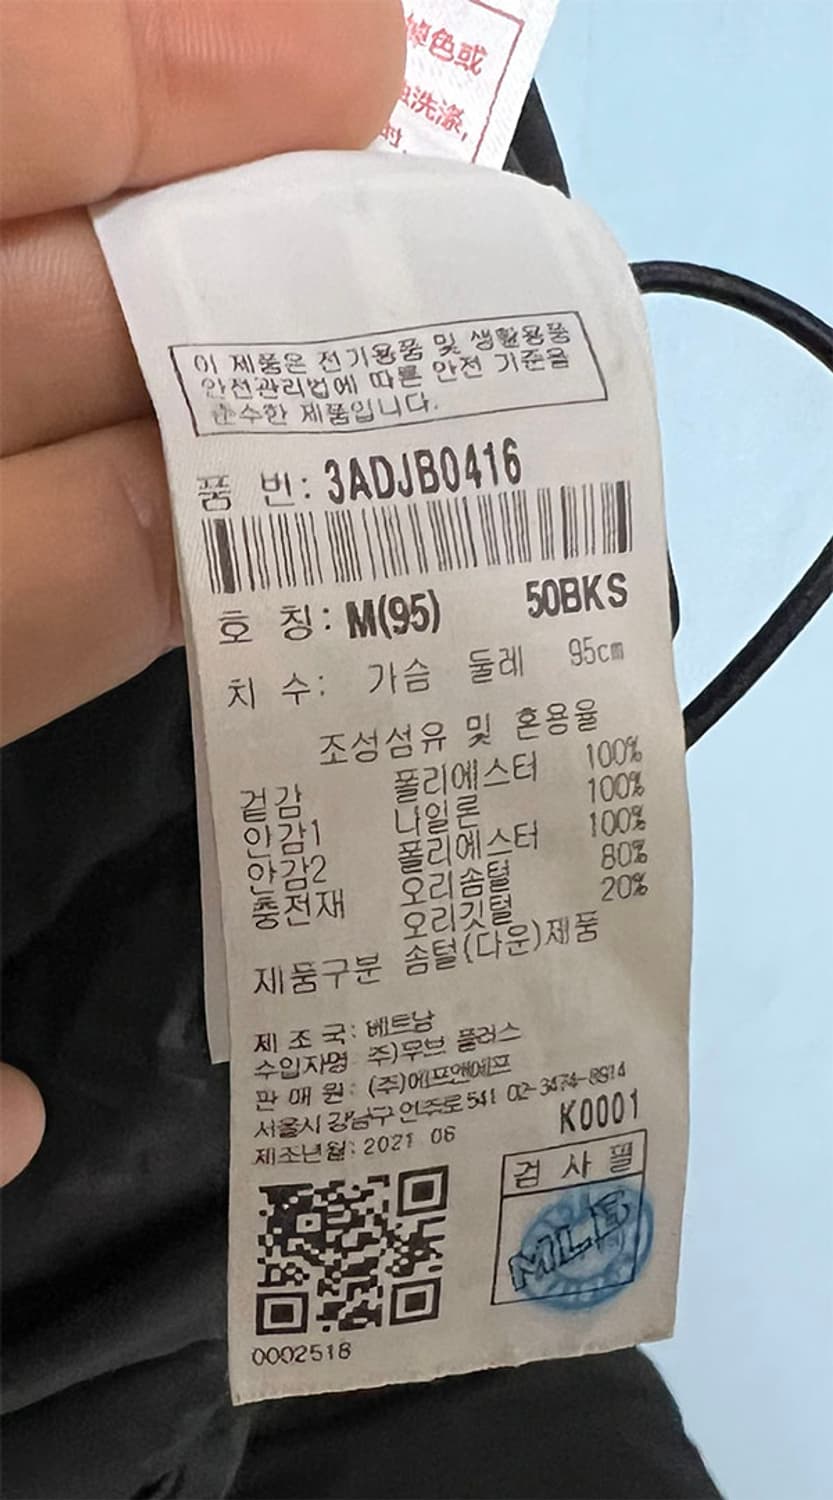 掉色或
洗涤,
时
이 제품은 전기용품 및 생활용품
안전관리법에 따른 안전 기준을
준수한 제품입니다.
품 번: 3ADJB0416
호 칭: M(95) 50BKS
치 수: 가슴 둘레 95cm
조성섬유 및 혼용율
겉감 폴리에스터 100%
안감1 나일론 100%
안감2 폴리에스터 100%
충전재 오리솜털 80%
오리깃털 20%
제품구분 솜털(다운)제품
제 조 국: 베트남
수입자명 주)무브 플러스
판 매 원: (주)에프앤에프
서울시 강남구 언주로 541 02-3474-8914
제조년월: 2021 06 K0001
검 사 필
MLB
0002518